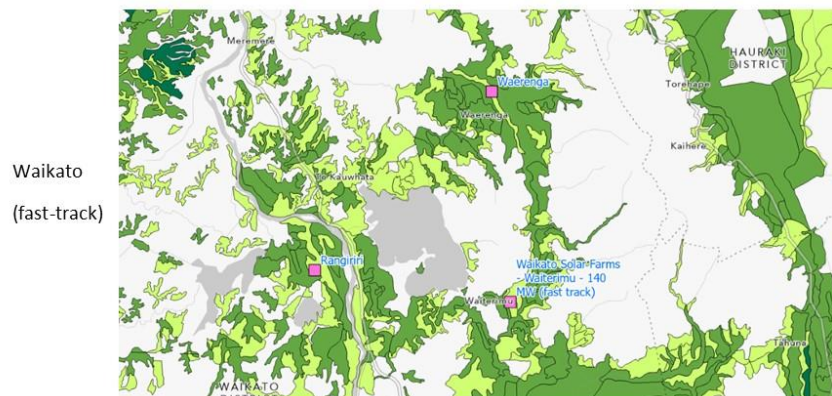 Waikato
(fast-track)
Meremere
HAURAKI
DISTRICT
Torehape
Waerenga
Waerenga
Kaihere
Te Kauwhata
Rangiriri
Waikato Solar Farms
- Waiterimu - 140
MW (fast track)
Waiterimu
Tahuna
WAIKATO